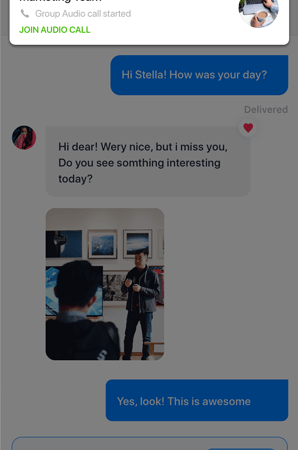 Marketing Team
Group Audio call started
JOIN AUDIO CALL
Hi Stella! How was your day?
Delivered
Hi dear! Wery nice, but i miss you,
Do you see somthing interesting
today?
Yes, look! This is awesome